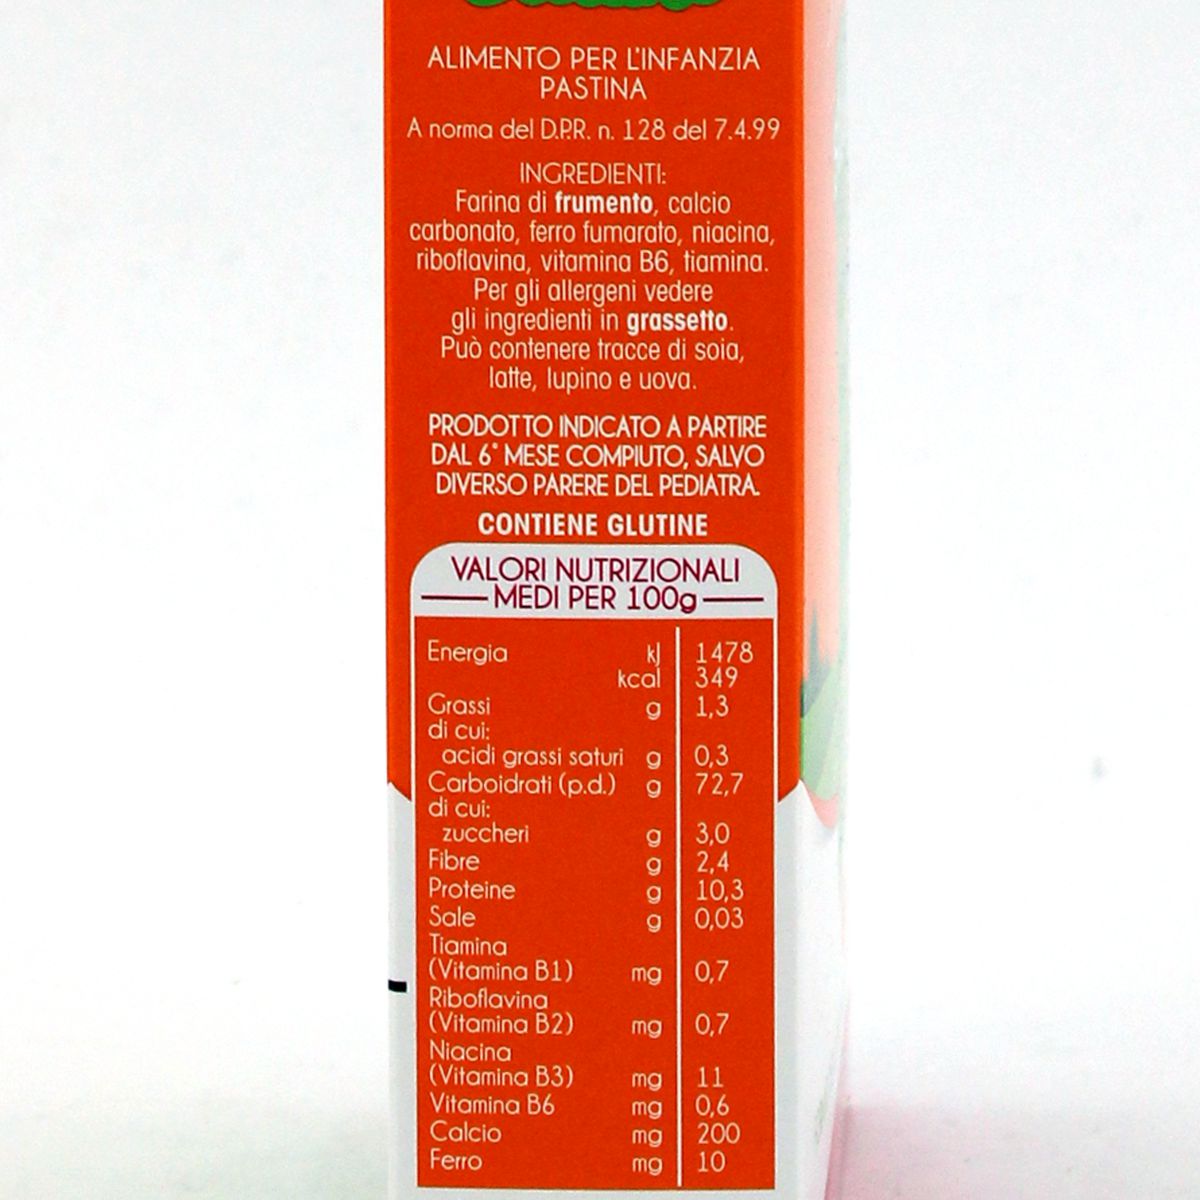 ALIMENTO PER L'INFANZIA
PASTINA
A norma del D.P.R. n. 128 del 7.4.99
INGREDIENTI:
Farina di frumento, calcio
carbonato, ferro fumarato, niacina,
riboflavina, vitamina B6, tiamina.
Per gli allergeni vedere
gli ingredienti in grassetto.
Può contenere tracce di soia,
latte, lupino e uova.
PRODOTTO INDICATO A PARTIRE
DAL 6° MESE COMPIUTO, SALVO
DIVERSO PARERE DEL PEDIATRA.
CONTIENE GLUTINE
VALORI NUTRIZIONALI
MEDI PER 100g
Energia kJ 1478
kcal 349
Grassi g 1,3
di cui:
acidi grassi saturi g 0,3
Carboidrati (p.d.) g 72,7
di cui:
zuccheri g 3,0
Fibre g 2,4
Proteine g 10,3
Sale g 0,03
Tiamina
(Vitamina B1) mg 0,7
Riboflavina
(Vitamina B2) mg 0,7
Niacina
(Vitamina B3) mg 11
Vitamina B6 mg 0,6
Calcio mg 200
Ferro mg 10